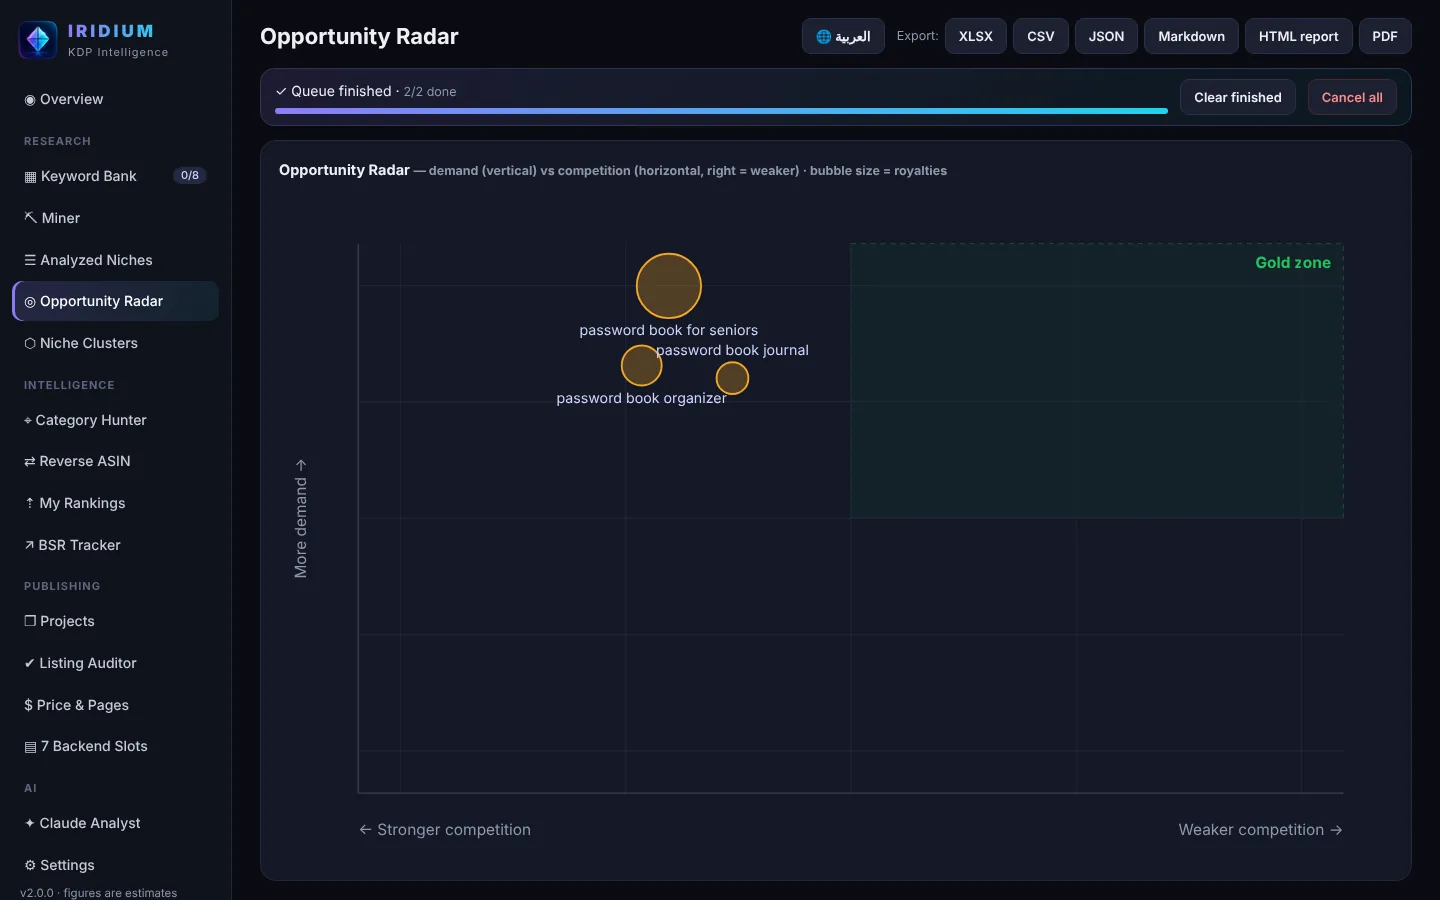 IRIDIUM
KDP Intelligence
Overview
RESEARCH
Keyword Bank 0/8
Miner
Analyzed Niches
Opportunity Radar
Niche Clusters
INTELLIGENCE
Category Hunter
Reverse ASIN
My Rankings
BSR Tracker
PUBLISHING
Projects
Listing Auditor
$ Price & Pages
7 Backend Slots
AI
Claude Analyst
Settings
v2.0.0 · figures are estimates
Opportunity Radar
العربية
Export: XLSX CSV JSON Markdown HTML report PDF
✓ Queue finished · 2/2 done
Clear finished
Cancel all
Opportunity Radar — demand (vertical) vs competition (horizontal, right = weaker) · bubble size = royalties
Gold zone
password book for seniors
password book journal
password book organizer
More demand →
← Stronger competition
Weaker competition →